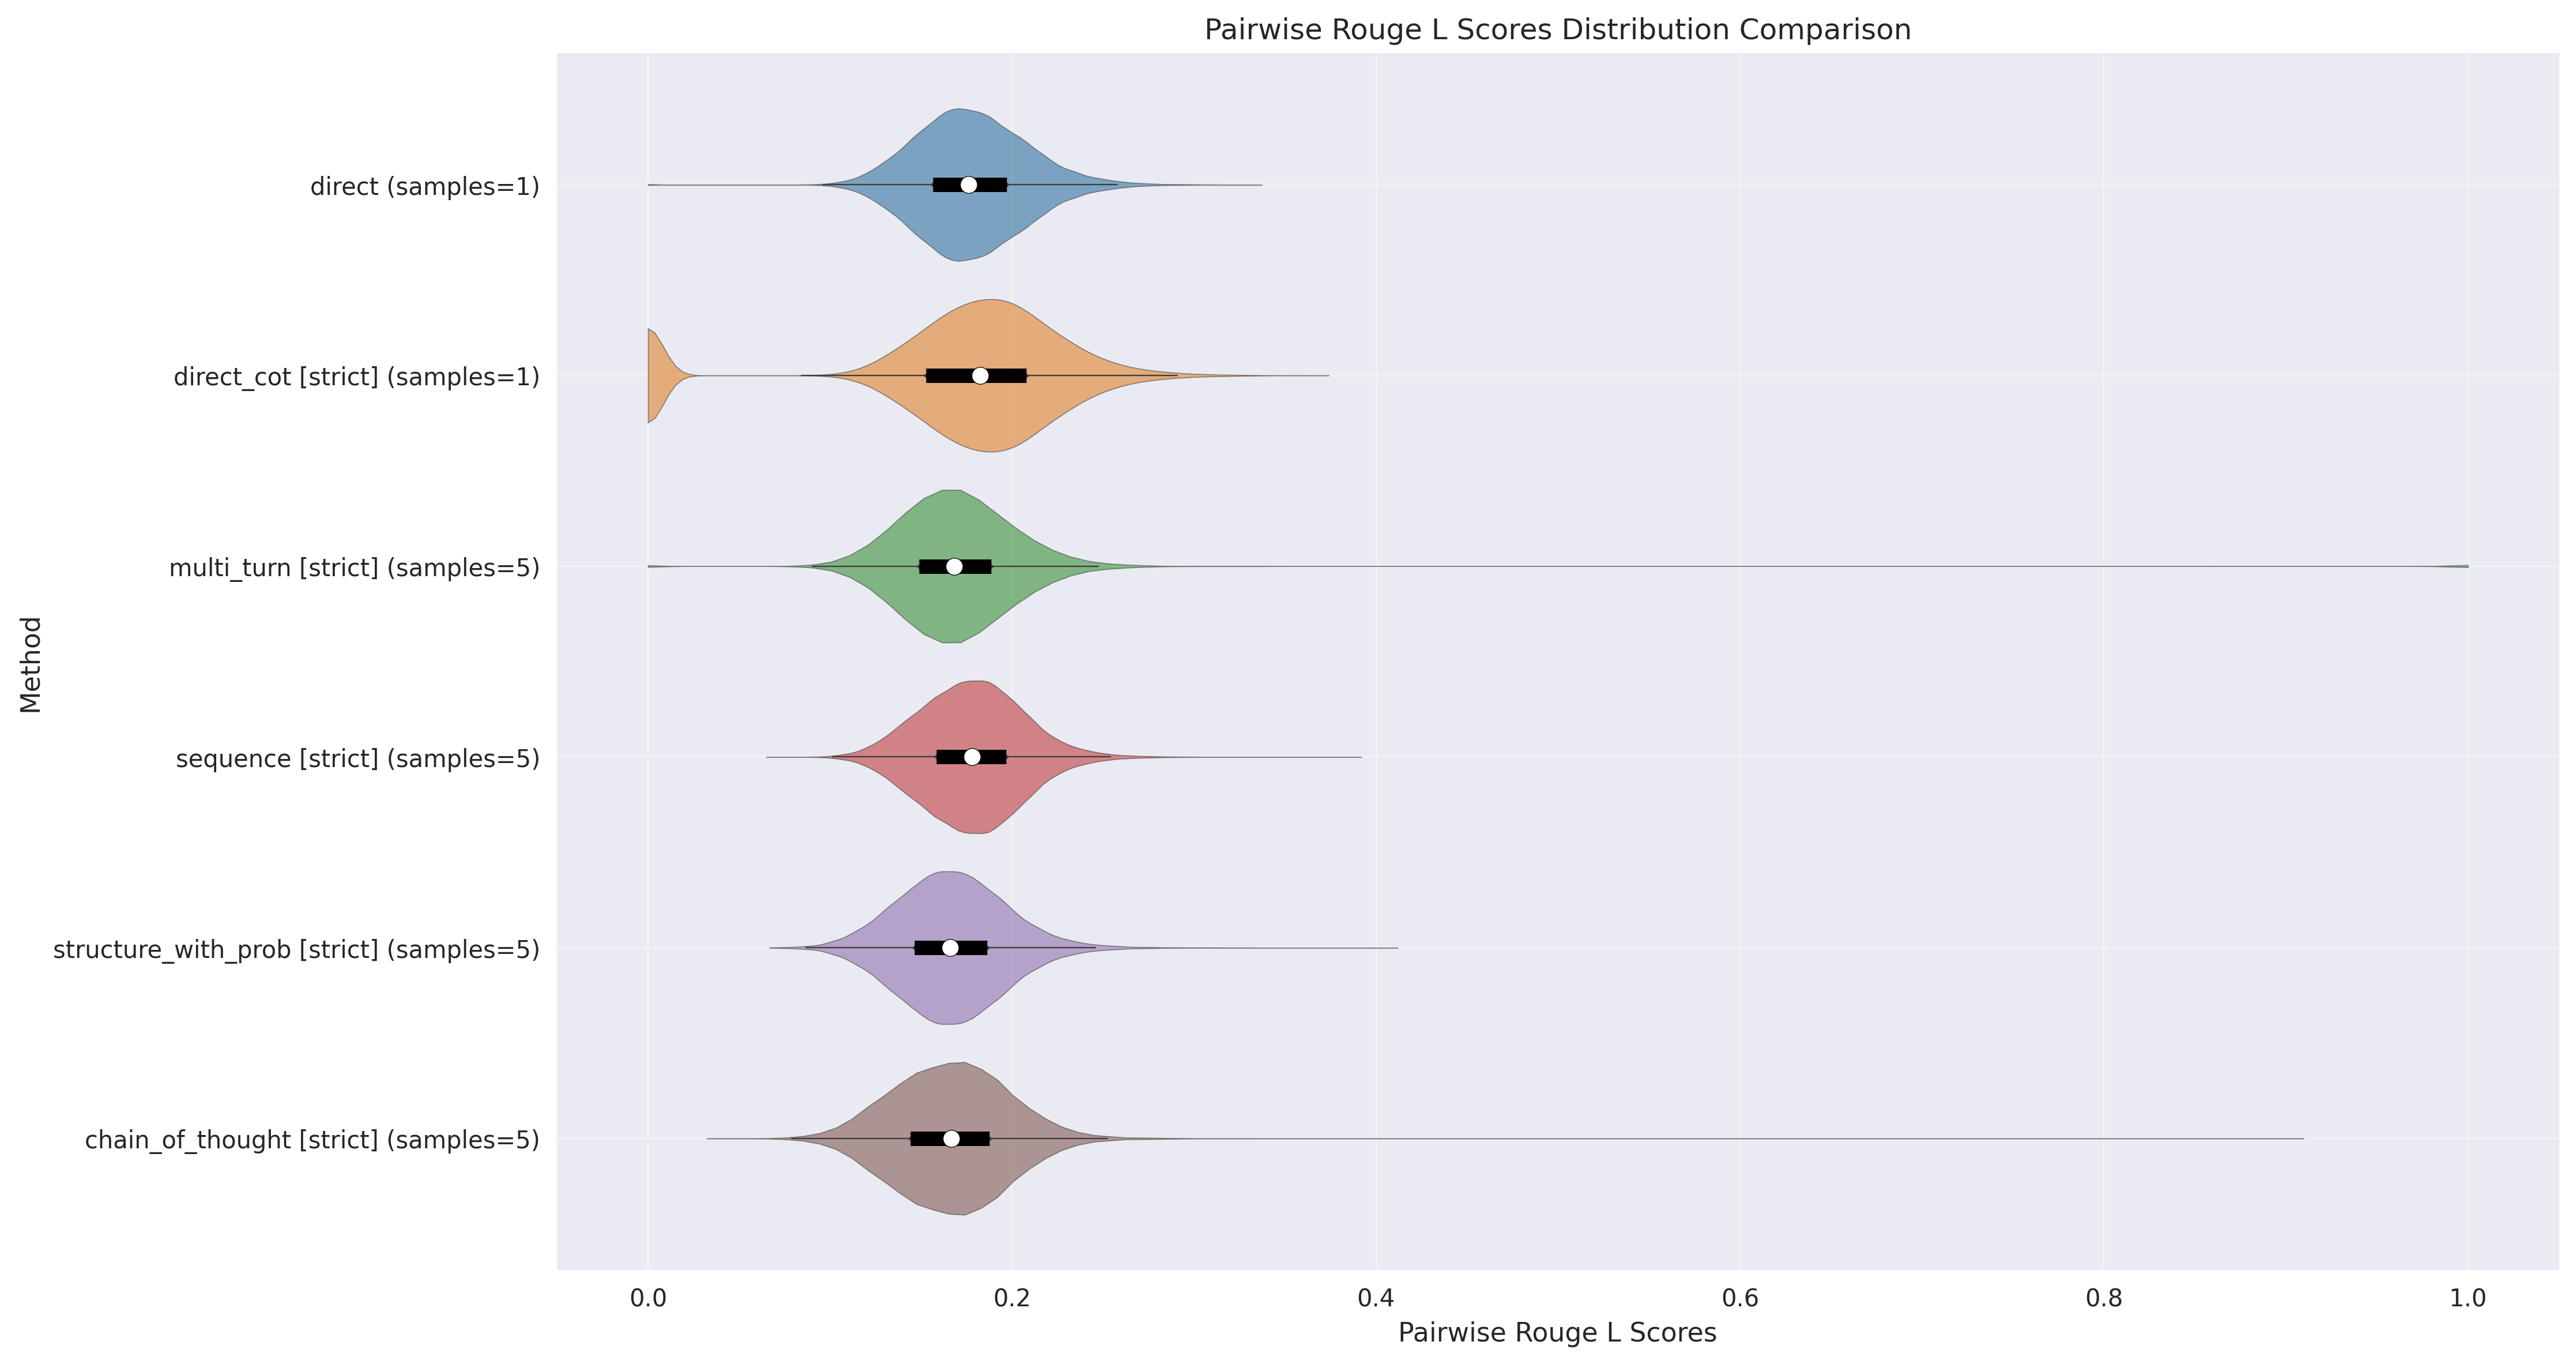 Pairwise Rouge L Scores Distribution Comparison
Method
direct (samples=1)
direct_cot [strict] (samples=1)
multi_turn [strict] (samples=5)
sequence [strict] (samples=5)
structure_with_prob [strict] (samples=5)
chain_of_thought [strict] (samples=5)
0.0 0.2 0.4 0.6 0.8 1.0
Pairwise Rouge L Scores